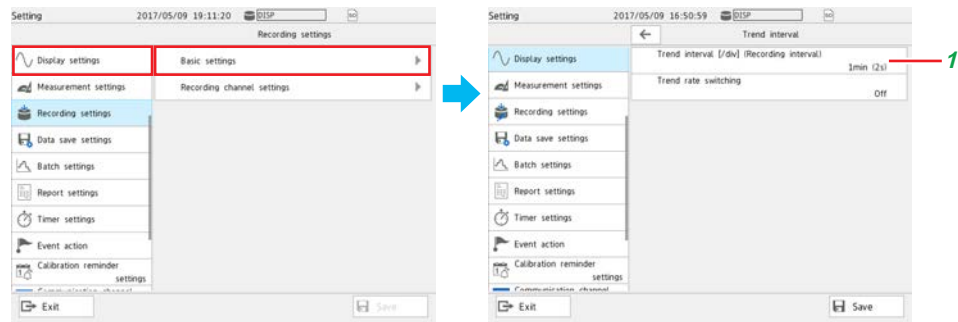 Setting 2017/05/09 19:11:20 DISP SD
Recording settings
Display settings
Measurement settings
Recording settings
Data save settings
Batch settings
Report settings
Timer settings
Event action
Calibration reminder
settings
Basic settings
Recording channel settings
Exit
Save
Setting 2017/05/09 16:50:59 DISP SD
Trend interval
Display settings
Measurement settings
Recording settings
Data save settings
Batch settings
Report settings
Timer settings
Event action
Calibration reminder
settings
Communication channel
Trend interval [/div] (Recording interval)
1min (2s)
Trend rate switching
Off
Exit
Save
1